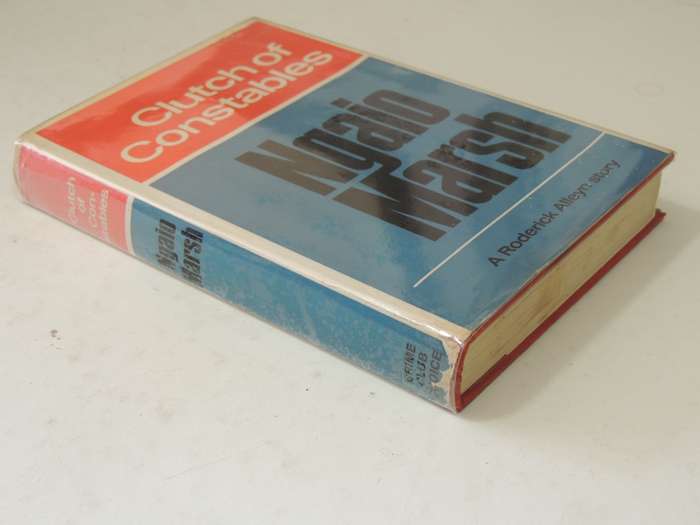 Clutch of
Constables
Ngaio
Marsh
A Roderick Alleyn story
Clutch
of
Con-
stables
Ngaio
Marsh
CRIME
CLUB
CHOICE